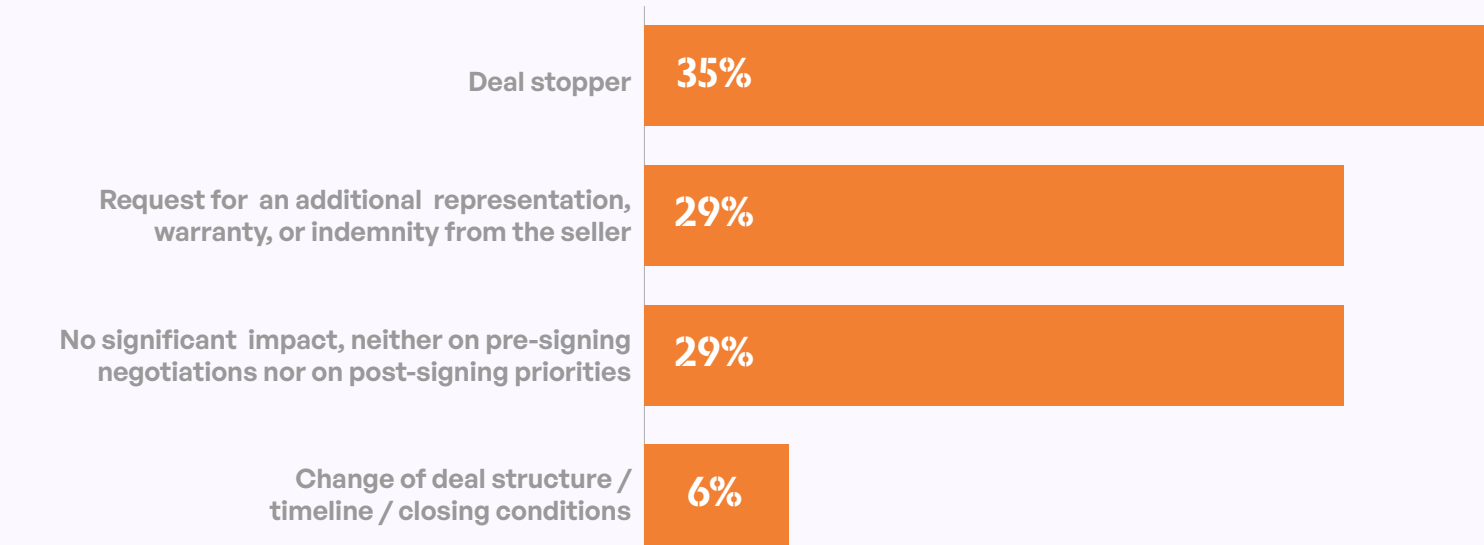 Deal stopper
35%
Request for an additional representation,
warranty, or indemnity from the seller
29%
No significant impact, neither on pre-signing
negotiations nor on post-signing priorities
29%
Change of deal structure /
timeline / closing conditions
6%